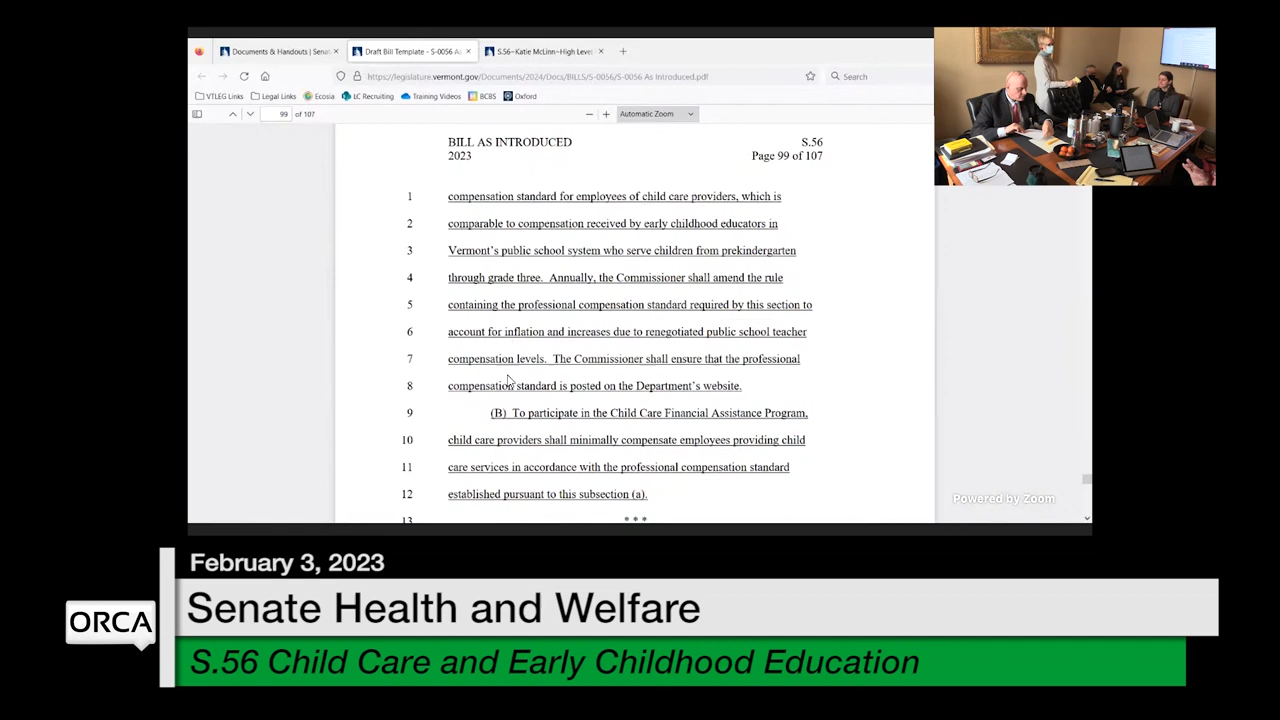 Documents & Handouts | Senat
Draft Bill Template - S-0056 As
S.56~Katie McLinn~High Leve
https://legislature.vermont.gov/Documents/2024/Docs/BILLS/S-0056/S-0056 As Introduced.pdf
Search
VTLEG Links
Legal Links
Ecosia
LC Recruiting
Training Videos
BCBS
Oxford
99 of 107
Automatic Zoom
BILL AS INTRODUCED S.56
2023 Page 99 of 107
1 compensation standard for employees of child care providers, which is
2 comparable to compensation received by early childhood educators in
3 Vermont's public school system who serve children from prekindergarten
4 through grade three. Annually, the Commissioner shall amend the rule
5 containing the professional compensation standard required by this section to
6 account for inflation and increases due to renegotiated public school teacher
7 compensation levels. The Commissioner shall ensure that the professional
8 compensation standard is posted on the Department's website.
9 (B) To participate in the Child Care Financial Assistance Program,
10 child care providers shall minimally compensate employees providing child
11 care services in accordance with the professional compensation standard
12 established pursuant to this subsection (a).
13 * * *
Powered by Zoom
February 3, 2023
ORCA
Senate Health and Welfare
S.56 Child Care and Early Childhood Education